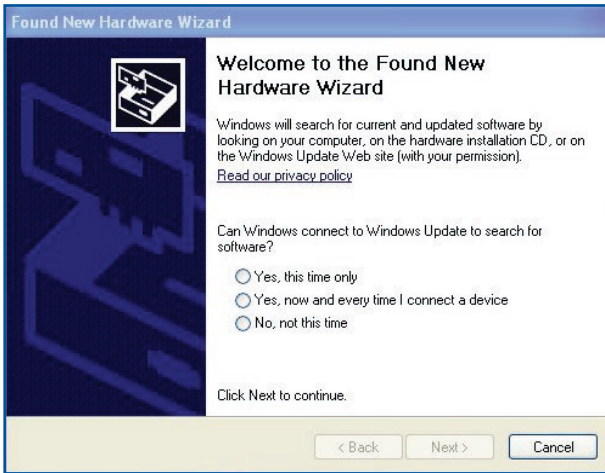 Found New Hardware Wizard
Welcome to the Found New
Hardware Wizard
Windows will search for current and updated software by
looking on your computer, on the hardware installation CD, or on
the Windows Update Web site (with your permission).
Read our privacy policy
Can Windows connect to Windows Update to search for
software?
Yes, this time only
Yes, now and every time I connect a device
No, not this time
Click Next to continue.
< Back
Next >
Cancel